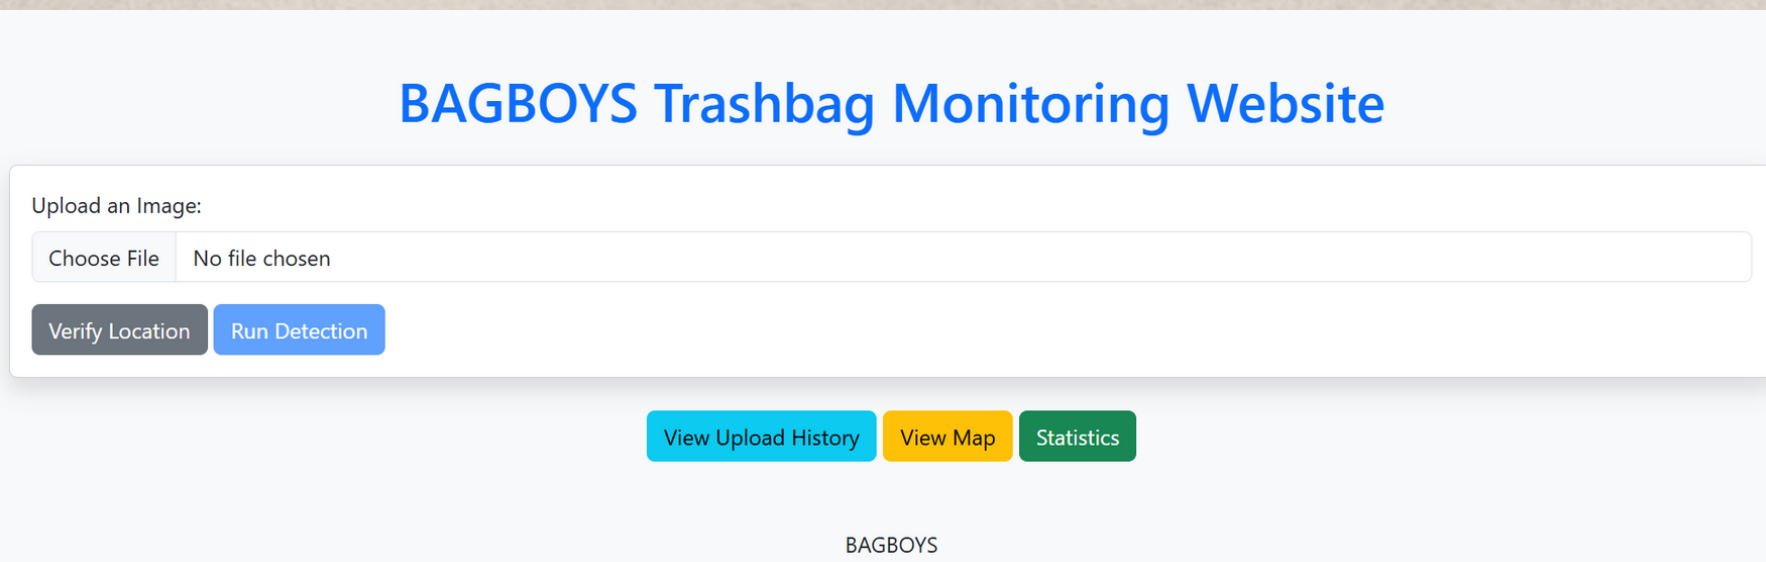 BAGBOYS Trashbag Monitoring Website
Upload an Image:
Choose File No file chosen
Verify Location Run Detection
View Upload History View Map Statistics
BAGBOYS